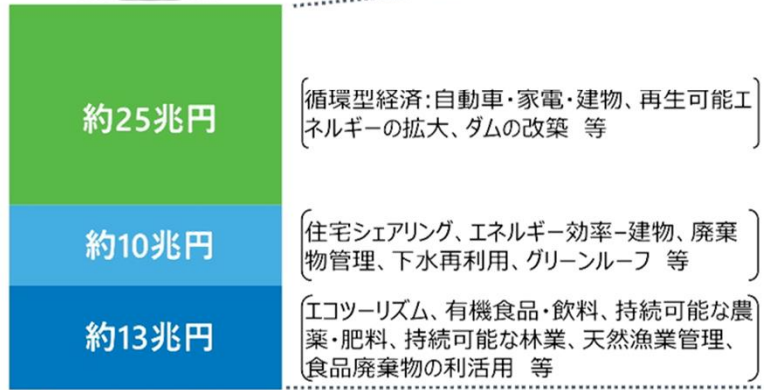 約25兆円
循環型経済:自動車・家電・建物、再生可能エ
ネルギーの拡大、ダムの改築 等
約10兆円
住宅シェアリング、エネルギー効率–建物、廃棄
物管理、下水再利用、グリーンルーフ 等
約13兆円
エコツーリズム、有機食品・飲料、持続可能な農
薬・肥料、持続可能な林業、天然漁業管理、
食品廃棄物の利活用 等